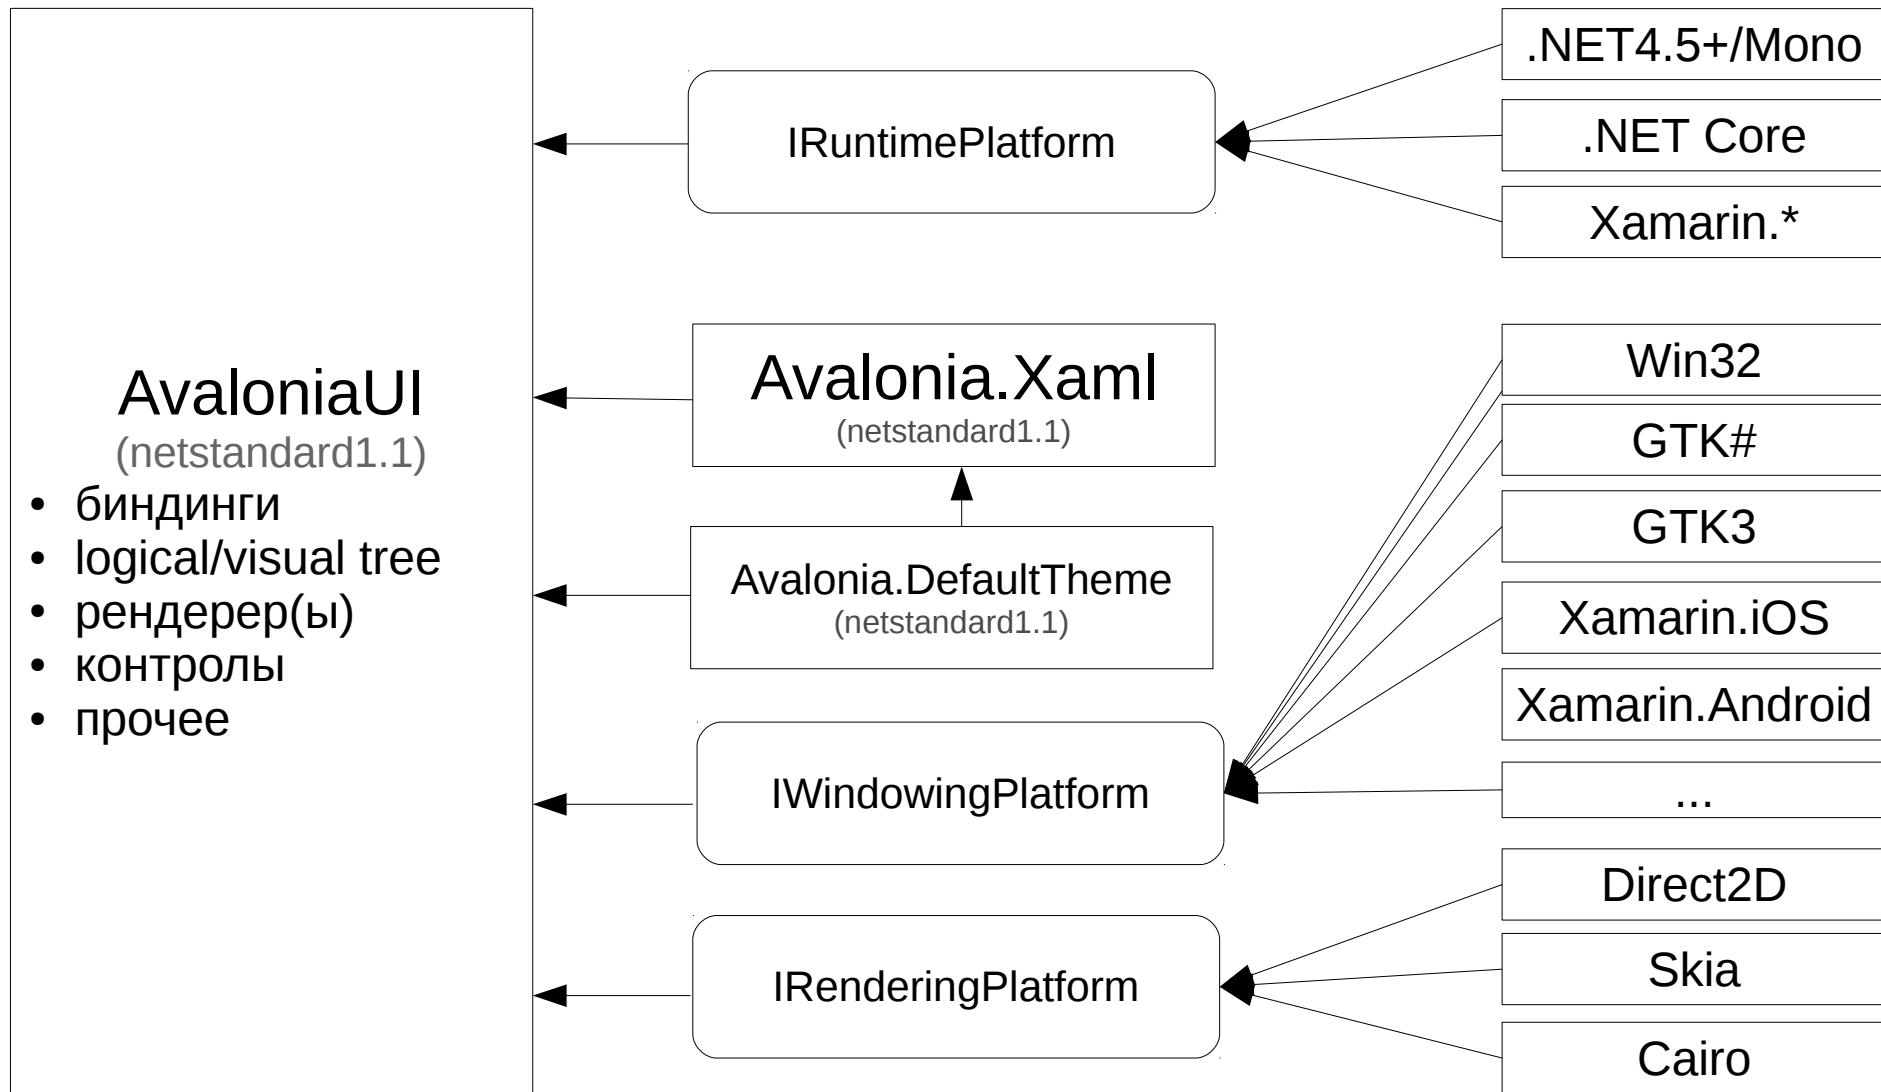 AvaloniaUI
(netstandard1.1)
• биндинги
• logical/visual tree
• рендерер(ы)
• контролы
• прочее
IRuntimePlatform
Avalonia.Xaml
(netstandard1.1)
Avalonia.DefaultTheme
(netstandard1.1)
IWindowingPlatform
IRenderingPlatform
.NET4.5+/Mono
.NET Core
Xamarin.*
Win32
GTK#
GTK3
Xamarin.iOS
Xamarin.Android
...
Direct2D
Skia
Cairo